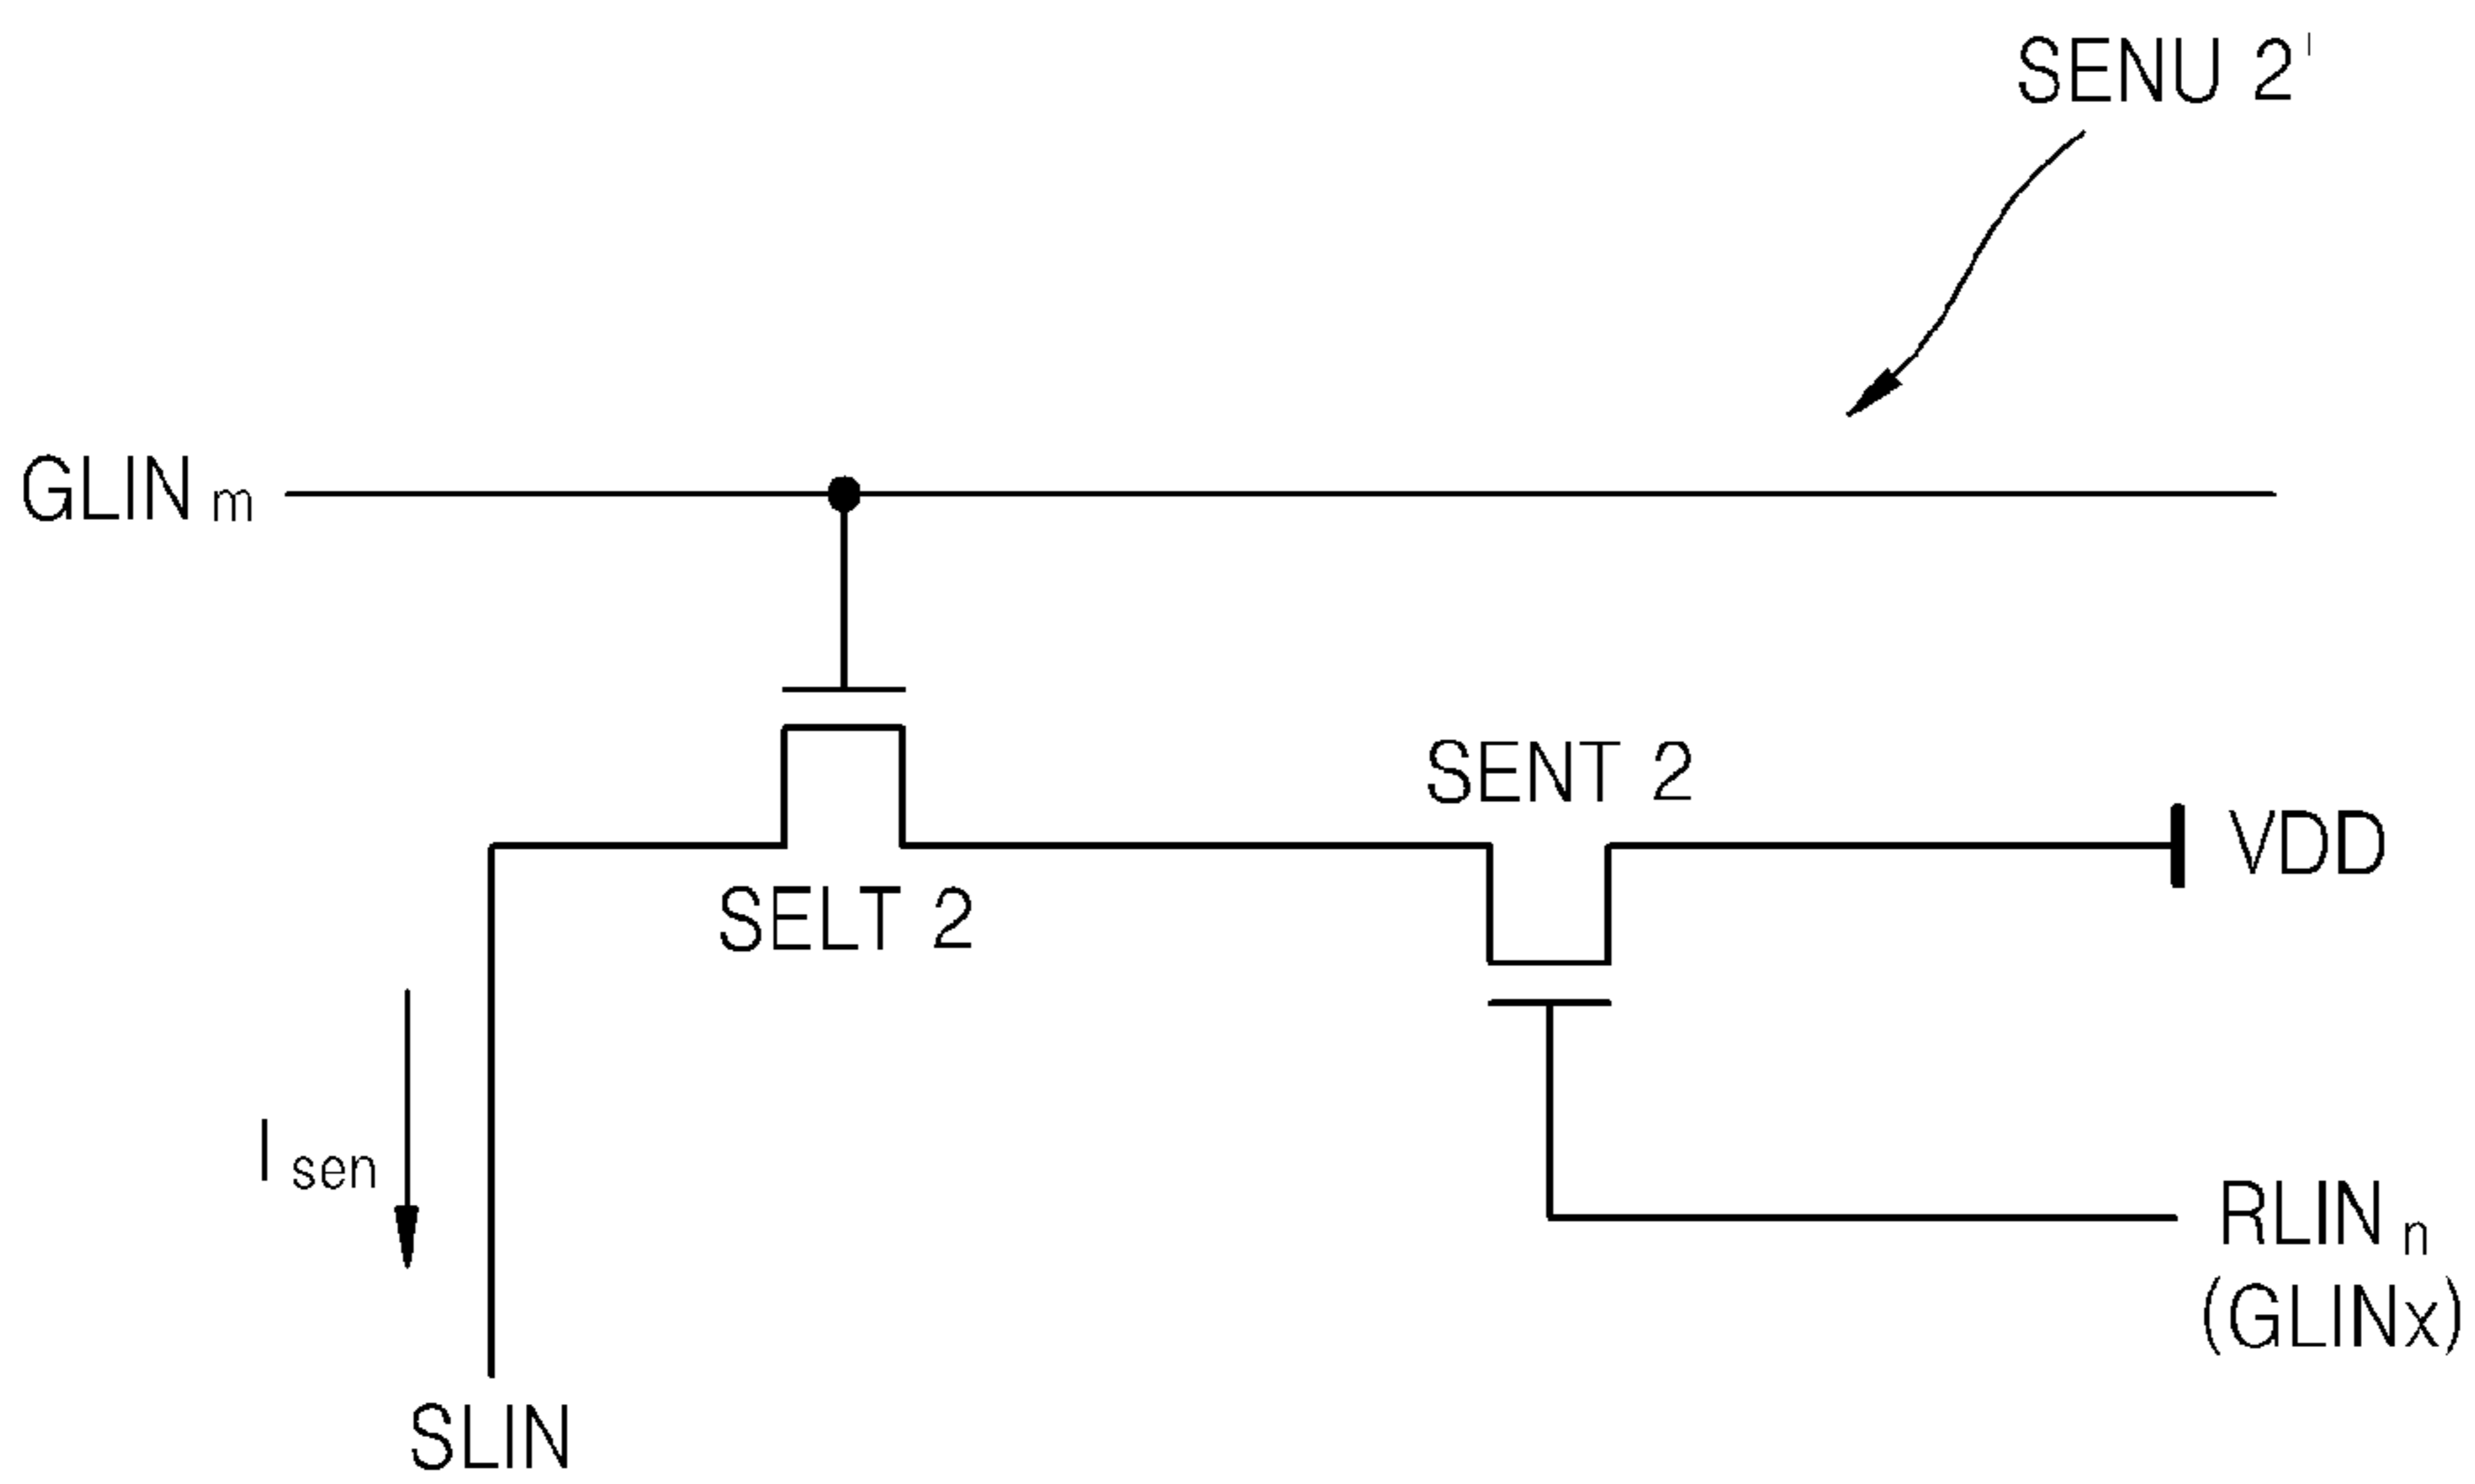 SENU 2'
GLIN m
SENT 2
VDD
SELT 2
I sen
RLIN n
(GLINx)
SLIN